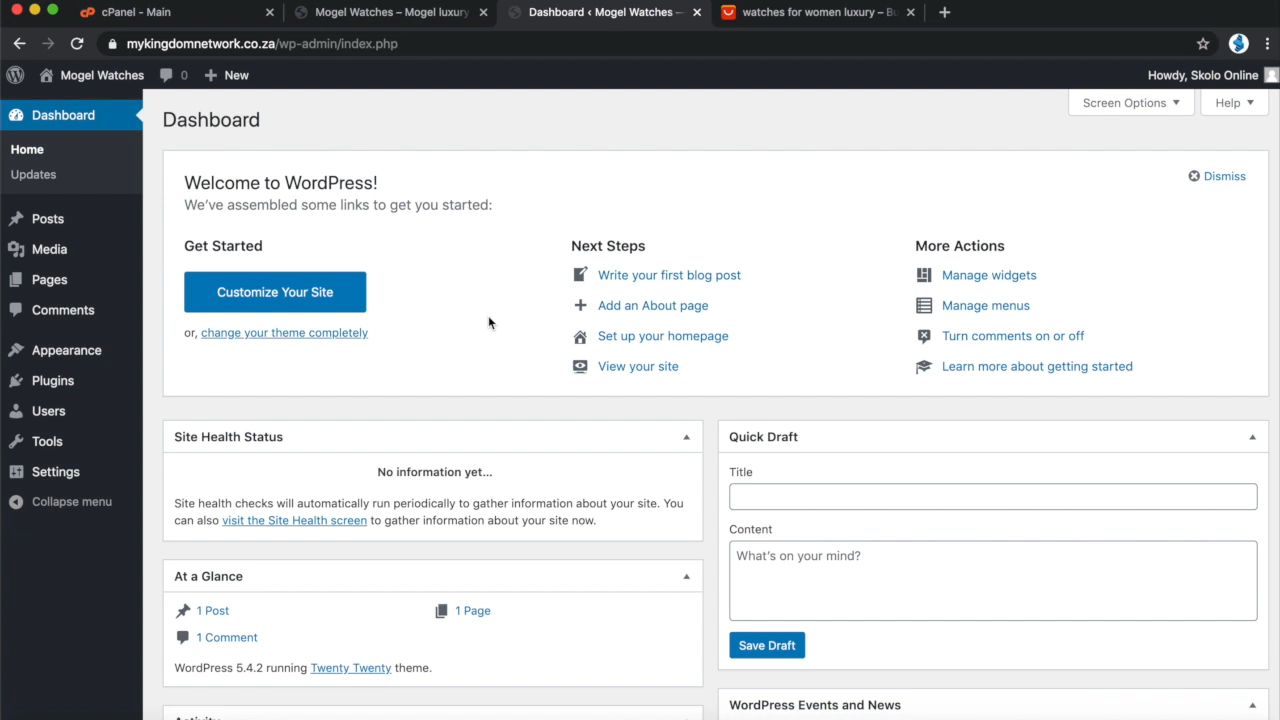 cPanel - Main
Mogel Watches – Mogel luxury
Dashboard ‹ Mogel Watches —
watches for women luxury – Bu
mykingdomnetwork.co.za/wp-admin/index.php
Mogel Watches 0 New Howdy, Skolo Online
Dashboard
Home
Updates
Posts
Media
Pages
Comments
Appearance
Plugins
Users
Tools
Settings
Collapse menu
Screen Options Help
Dashboard
Welcome to WordPress!
Dismiss
We've assembled some links to get you started:
Get Started
Customize Your Site
or, change your theme completely
Next Steps
Write your first blog post
Add an About page
Set up your homepage
View your site
More Actions
Manage widgets
Manage menus
Turn comments on or off
Learn more about getting started
Site Health Status
No information yet...
Site health checks will automatically run periodically to gather information about your site. You
can also visit the Site Health screen to gather information about your site now.
At a Glance
1 Post 1 Page
1 Comment
WordPress 5.4.2 running Twenty Twenty theme.
Quick Draft
Title
Content
What's on your mind?
Save Draft
WordPress Events and News